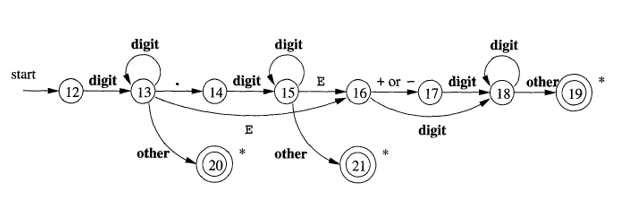 digit digit digit
start digit . digit E + or − digit other *
12 13 14 15 16 17 18 19
E digit
other * other *
20 21